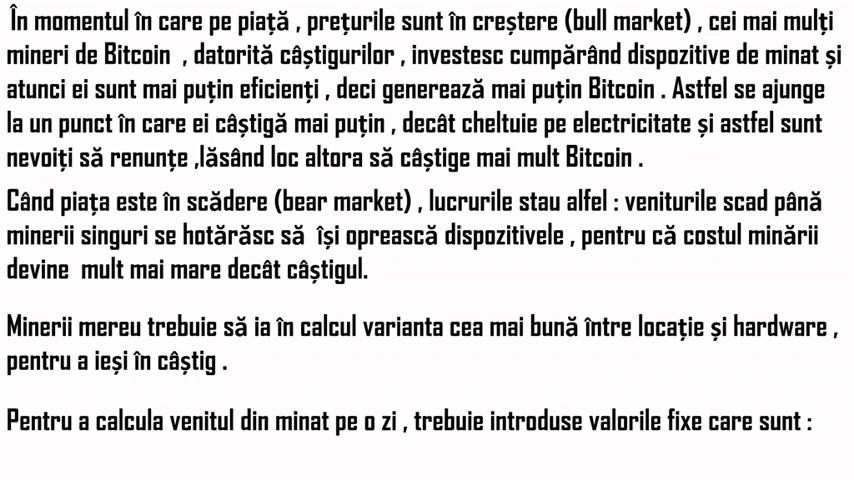 În momentul în care pe piață , prețurile sunt în creștere (bull market) , cei mai mulți
mineri de Bitcoin , datorită câștigurilor , investesc cumpărând dispozitive de minat și
atunci ei sunt mai puțin eficienți , deci generează mai puțin Bitcoin . Astfel se ajunge
la un punct în care ei câștigă mai puțin , decât cheltuie pe electricitate și astfel sunt
nevoiți să renunțe ,lăsând loc altora să câștige mai mult Bitcoin .
Când piața este în scădere (bear market) , lucrurile stau alfel : veniturile scad până
minerii singuri se hotărăsc să își oprească dispozitivele , pentru că costul minării
devine mult mai mare decât câștigul.
Minerii mereu trebuie să ia în calcul varianta cea mai bună între locație și hardware ,
pentru a ieși în câștig .
Pentru a calcula venitul din minat pe o zi , trebuie introduse valorile fixe care sunt :